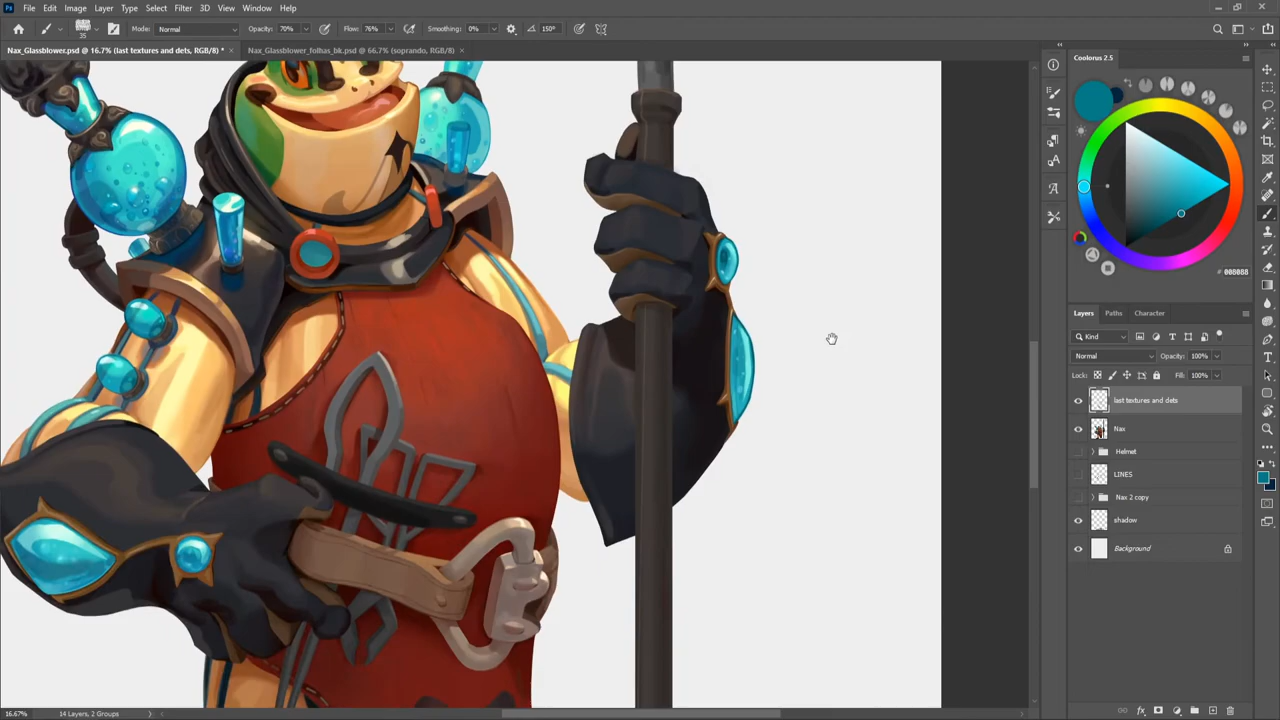 File Edit Image Layer Type Select Filter 3D View Window Help
35 Mode: Normal Opacity: 70% Flow: 76% Smoothing: 0% 150°
Nax_Glassblower.psd @ 16.7% (last textures and dets, RGB/8) * × Nax_Glassblower_folhas_bk.psd @ 66.7% (soprando, RGB/8) ×
Coolorus 2.5
008088
Layers Paths Character
Kind
Normal Opacity: 100%
Lock: Fill: 100%
last textures and dets
Nax
Helmet
LINES
Nax 2 copy
shadow
Background
16.67% 14 Layers, 2 Groups